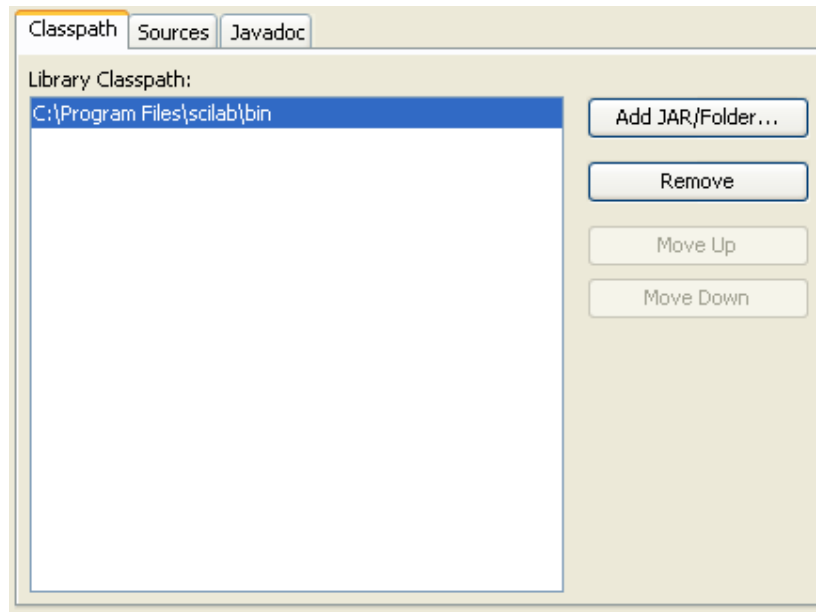 Classpath Sources Javadoc
Library Classpath:
C:\Program Files\scilab\bin
Add JAR/Folder...
Remove
Move Up
Move Down